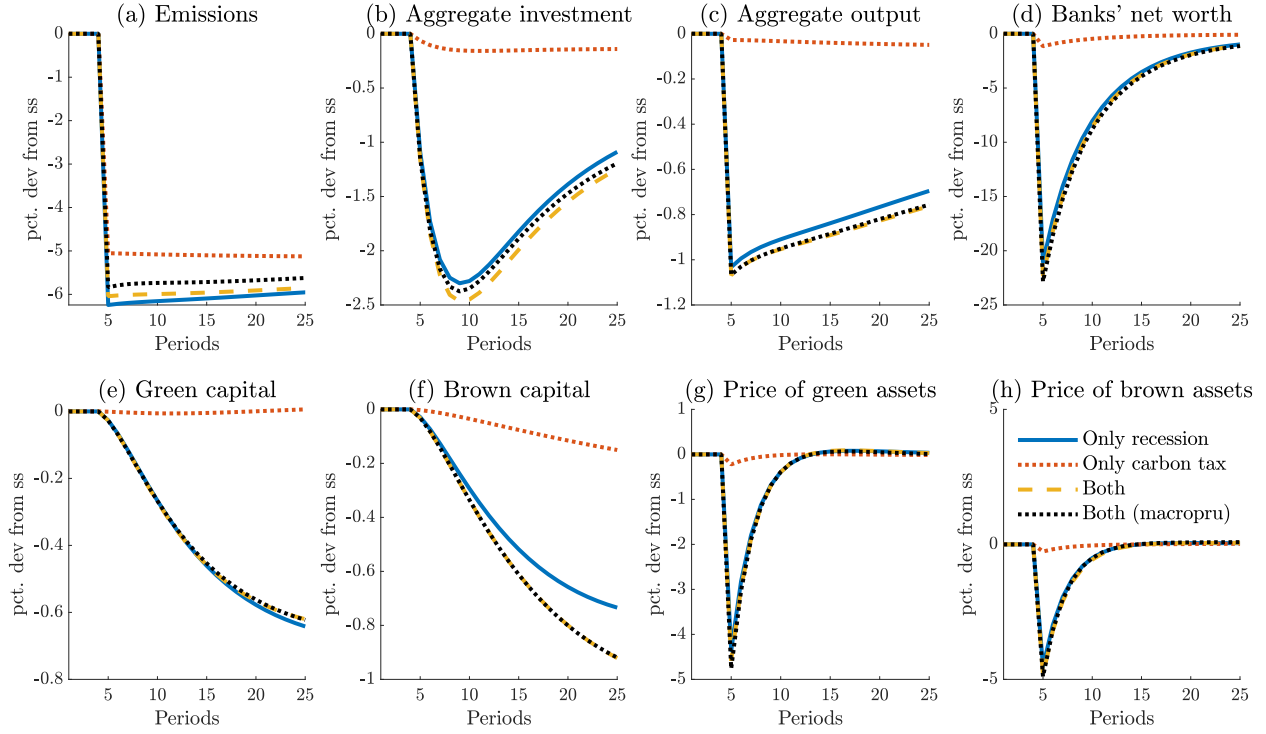 (a) Emissions
(b) Aggregate investment
(c) Aggregate output
(d) Banks' net worth
pct. dev from ss
0
-1
-2
-3
-4
-5
-6
5 10 15 20 25
Periods
pct. dev from ss
0
-0.5
-1
-1.5
-2
-2.5
5 10 15 20 25
Periods
pct. dev from ss
0
-0.2
-0.4
-0.6
-0.8
-1
-1.2
5 10 15 20 25
Periods
pct. dev from ss
0
-5
-10
-15
-20
-25
5 10 15 20 25
Periods
(e) Green capital
(f) Brown capital
(g) Price of green assets
(h) Price of brown assets
pct. dev from ss
0
-0.2
-0.4
-0.6
-0.8
5 10 15 20 25
Periods
pct. dev from ss
0
-0.2
-0.4
-0.6
-0.8
-1
5 10 15 20 25
Periods
pct. dev from ss
1
0
-1
-2
-3
-4
-5
5 10 15 20 25
Periods
pct. dev from ss
5
0
-5
5 10 15 20 25
Periods
Only recession
Only carbon tax
Both
Both (macropru)